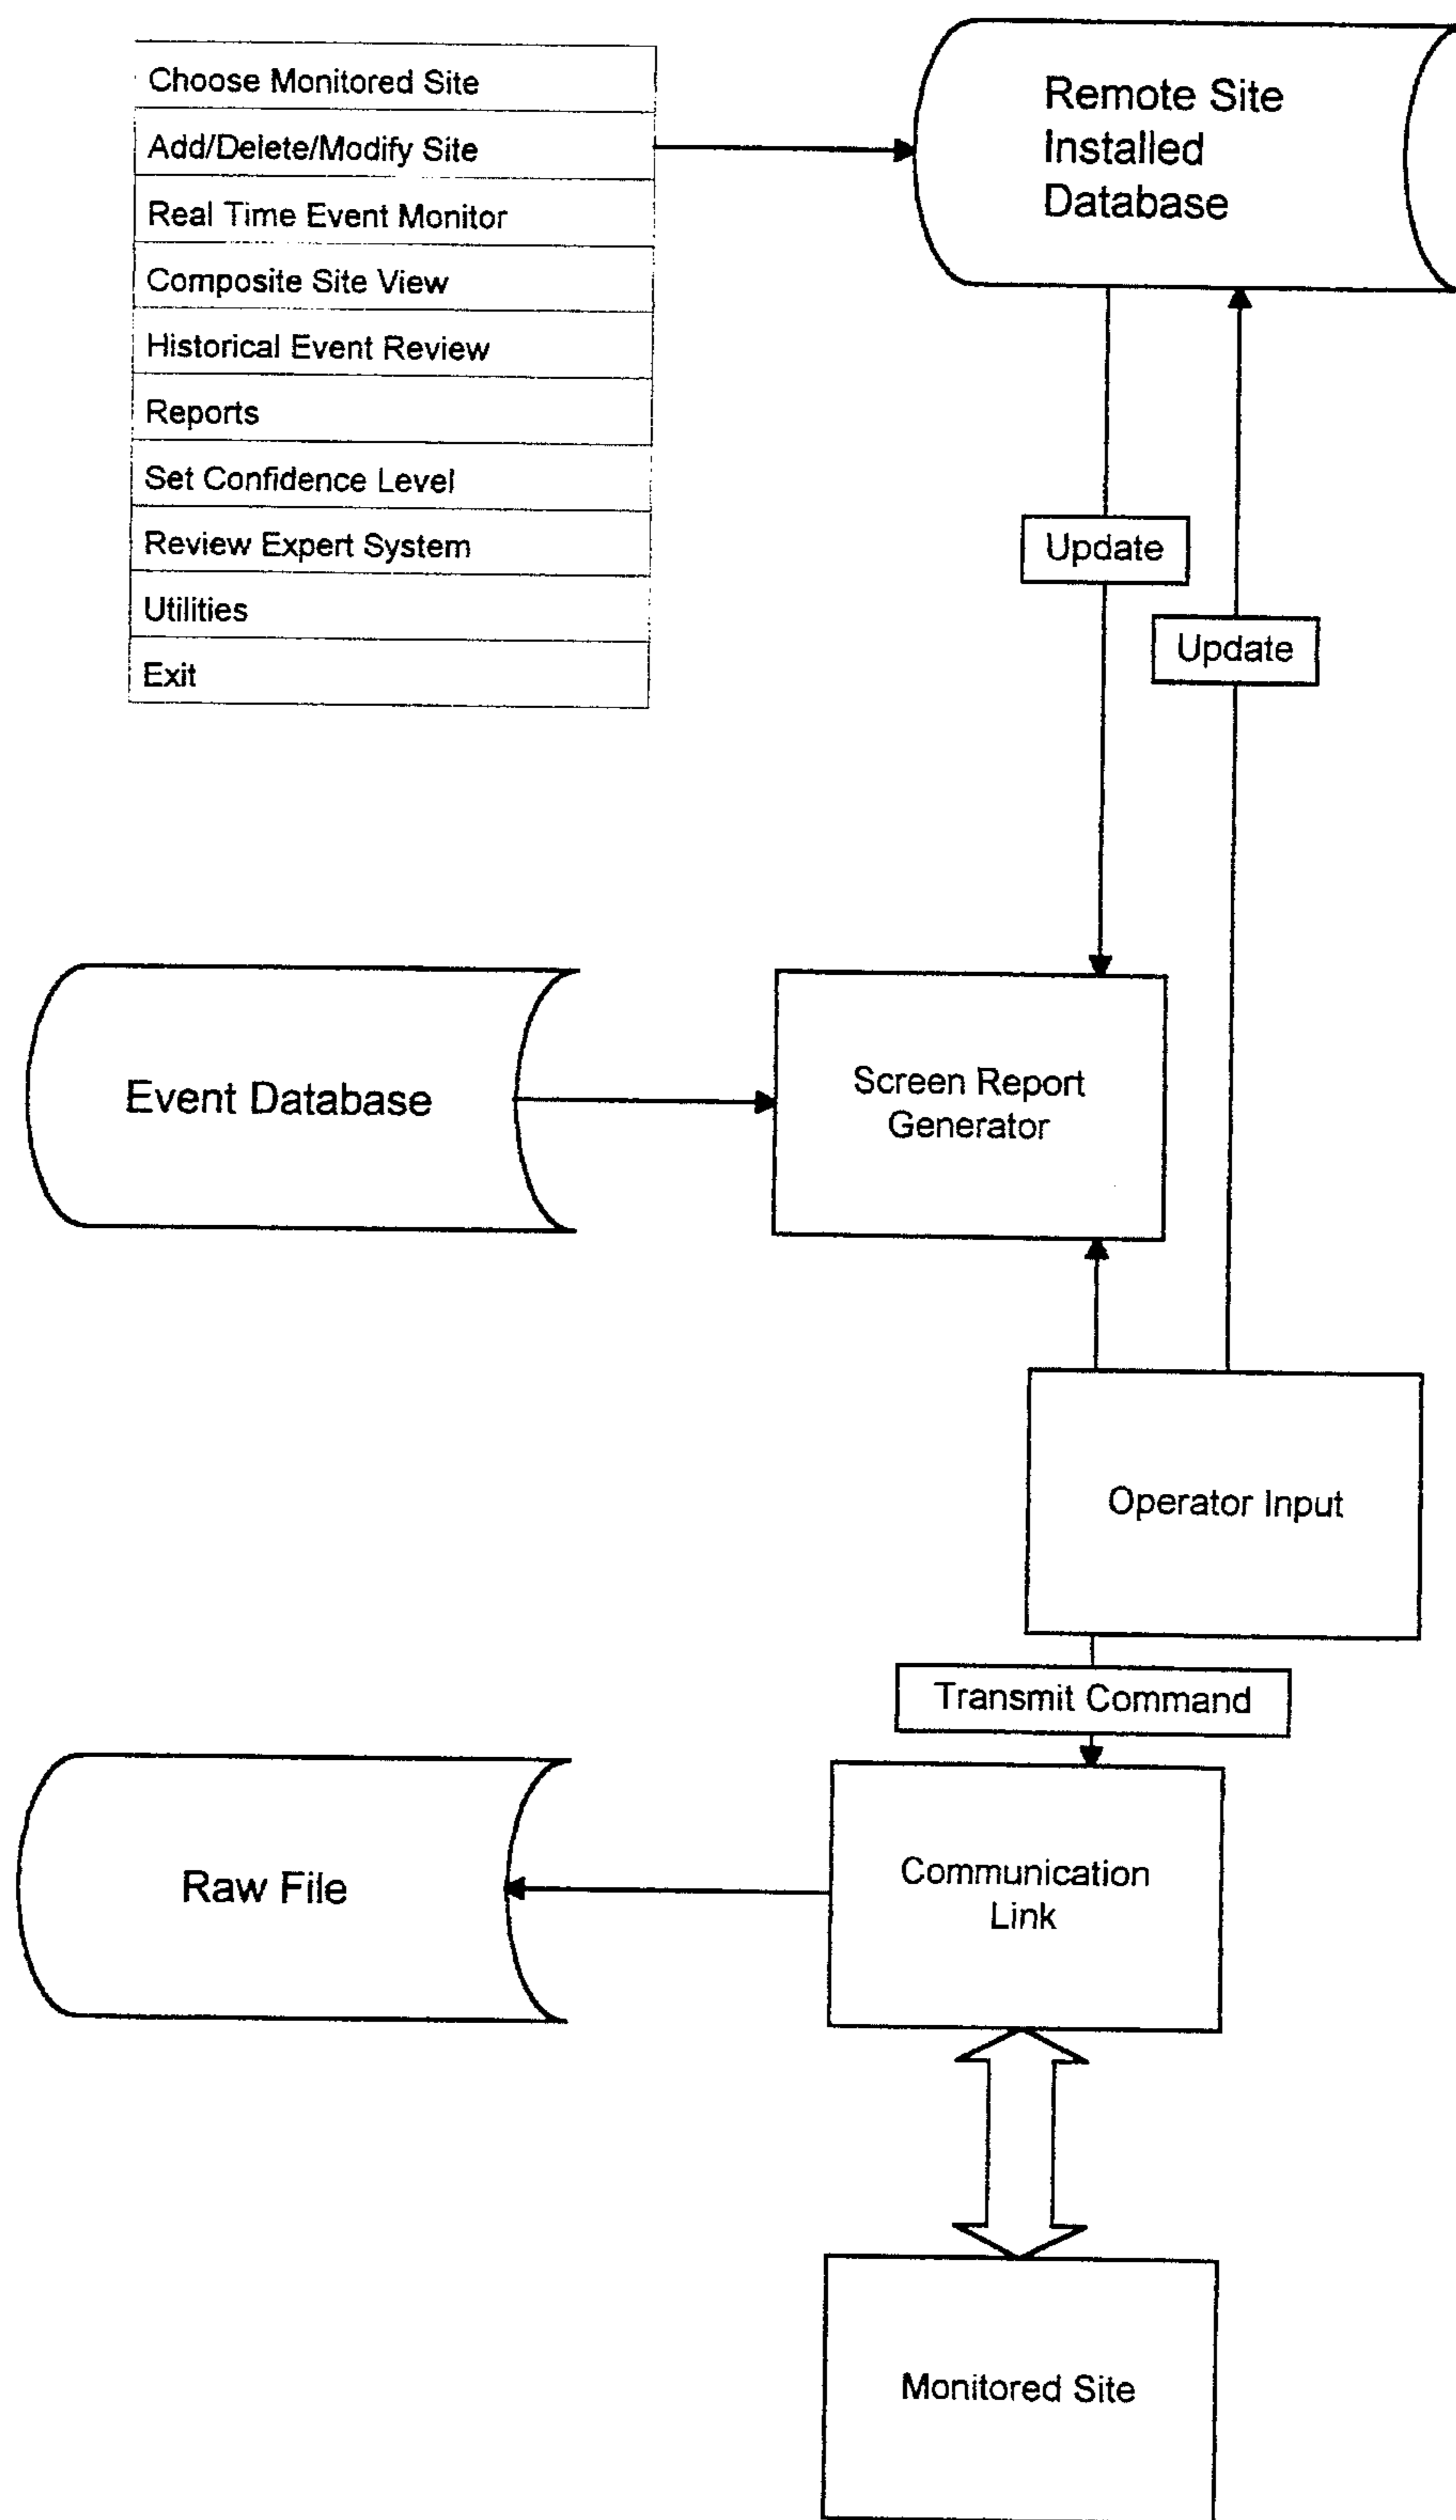 Choose Monitored Site
Add/Delete/Modify Site
Real Time Event Monitor
Composite Site View
Historical Event Review
Reports
Set Confidence Level
Review Expert System
Utilities
Exit
Remote Site
Installed
Database
Update
Update
Event Database
Screen Report
Generator
Operator Input
Transmit Command
Raw File
Communication
Link
Monitored Site